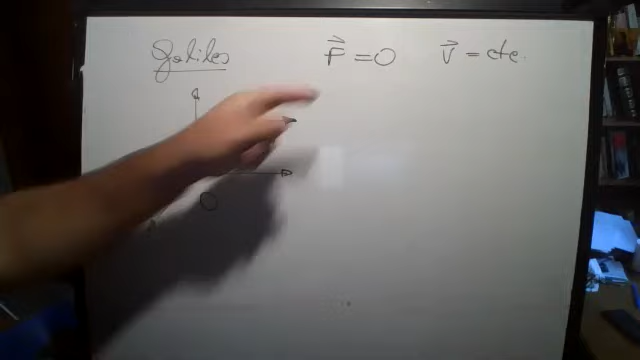 Galileo F⃗ = 0 v⃗ = cte.
O